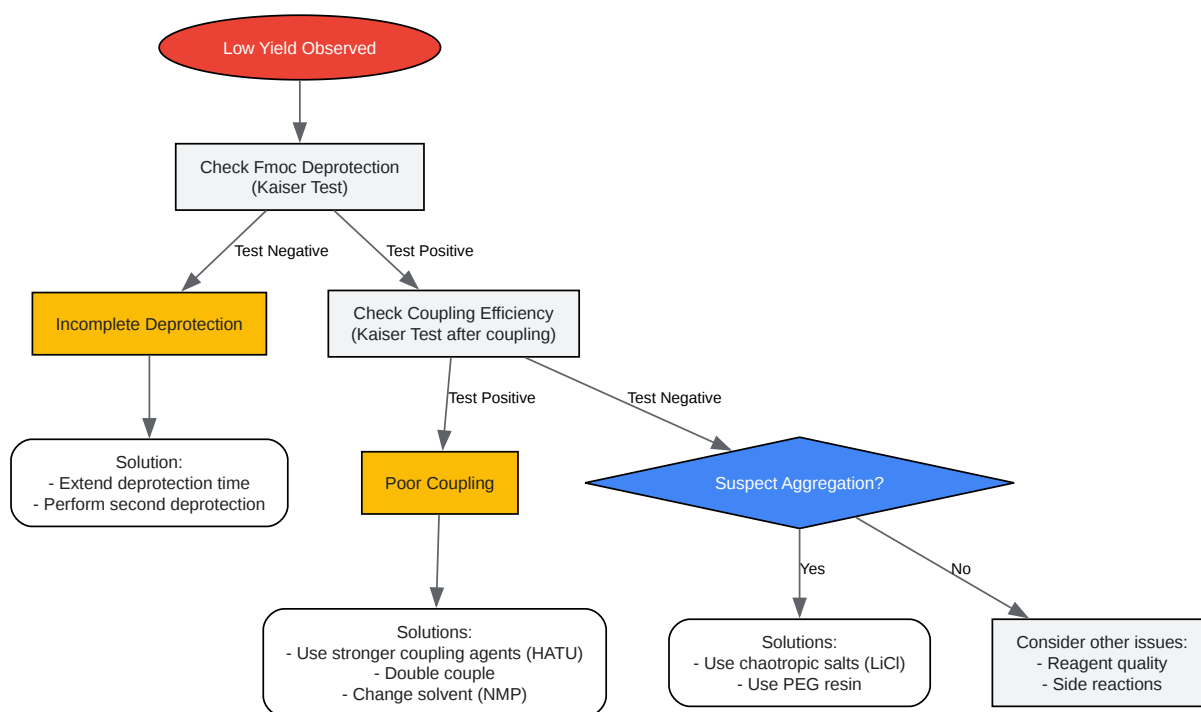 Low Yield Observed
Check Fmoc Deprotection
(Kaiser Test)
Test Negative
Test Positive
Incomplete Deprotection
Check Coupling Efficiency
(Kaiser Test after coupling)
Test Positive
Test Negative
Solution:
- Extend deprotection time
- Perform second deprotection
Poor Coupling
Suspect Aggregation?
Yes
No
Solutions:
- Use stronger coupling agents (HATU)
- Double couple
- Change solvent (NMP)
Solutions:
- Use chaotropic salts (LiCl)
- Use PEG resin
Consider other issues:
- Reagent quality
- Side reactions